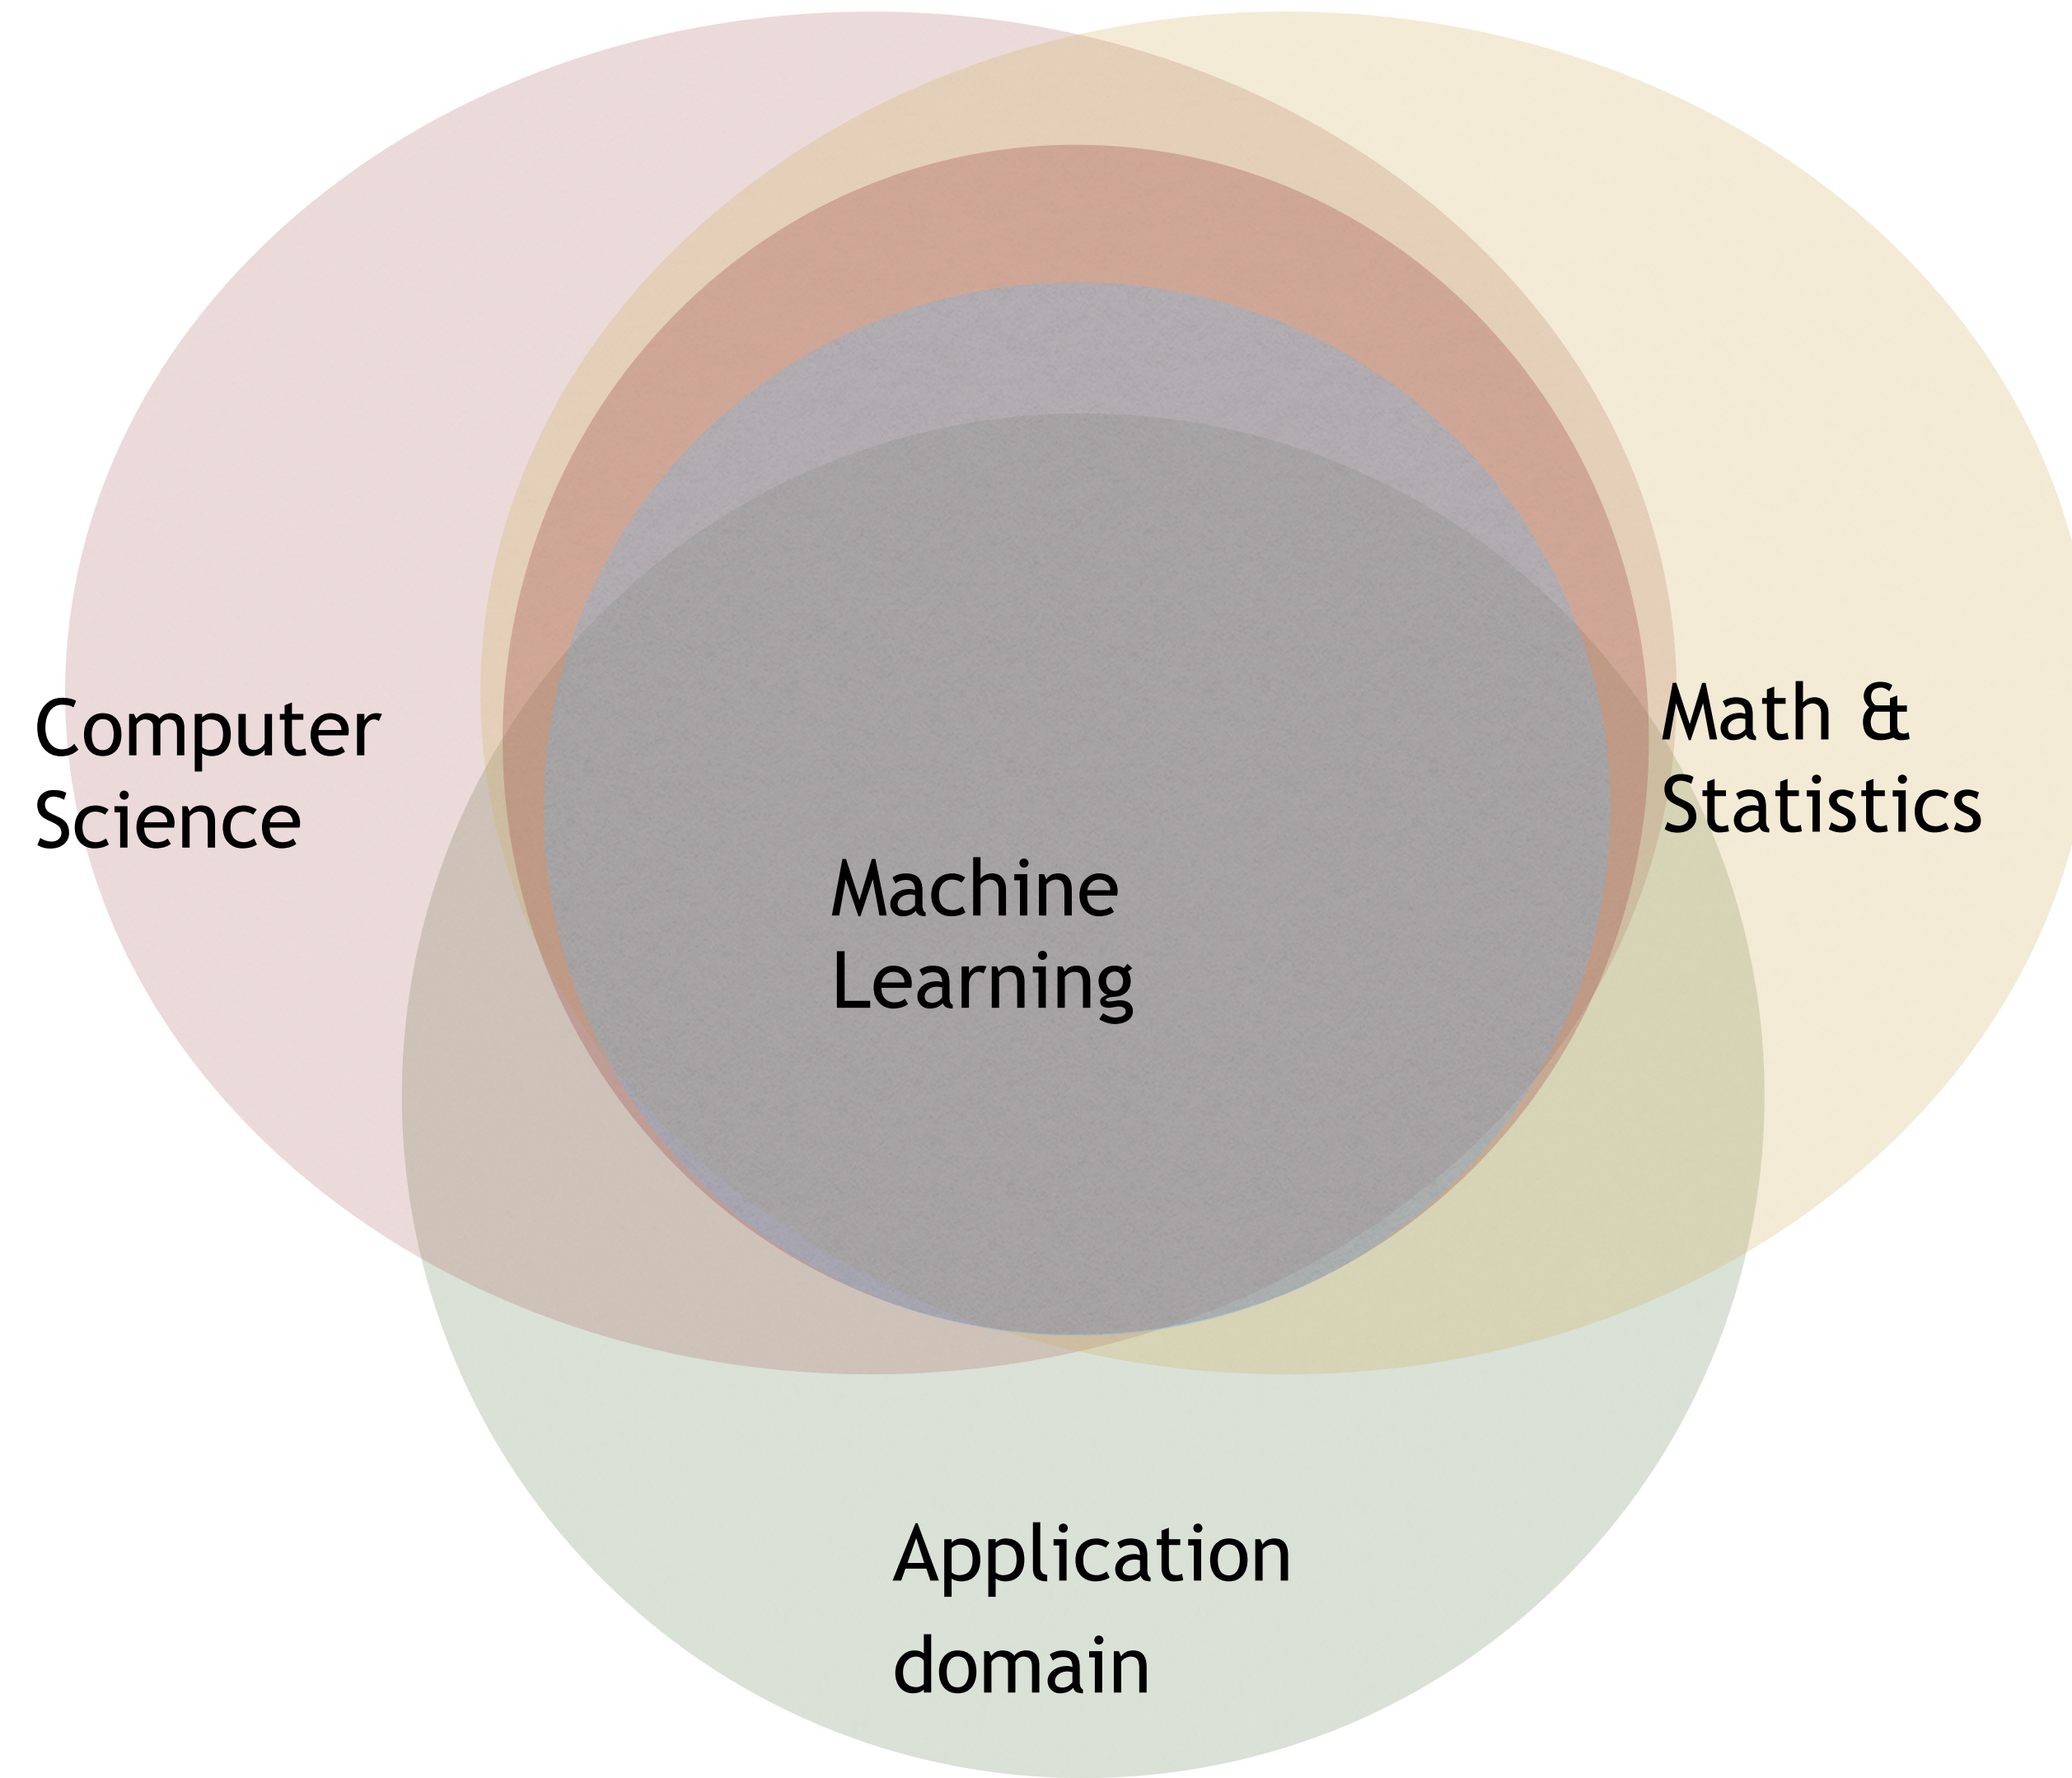 Computer
Science
Math &
Statistics
Machine
Learning
Application
domain